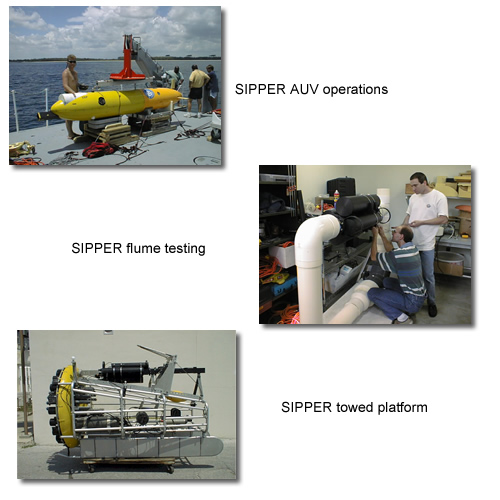 SIPPER AUV operations
SIPPER flume testing
SIPPER towed platform